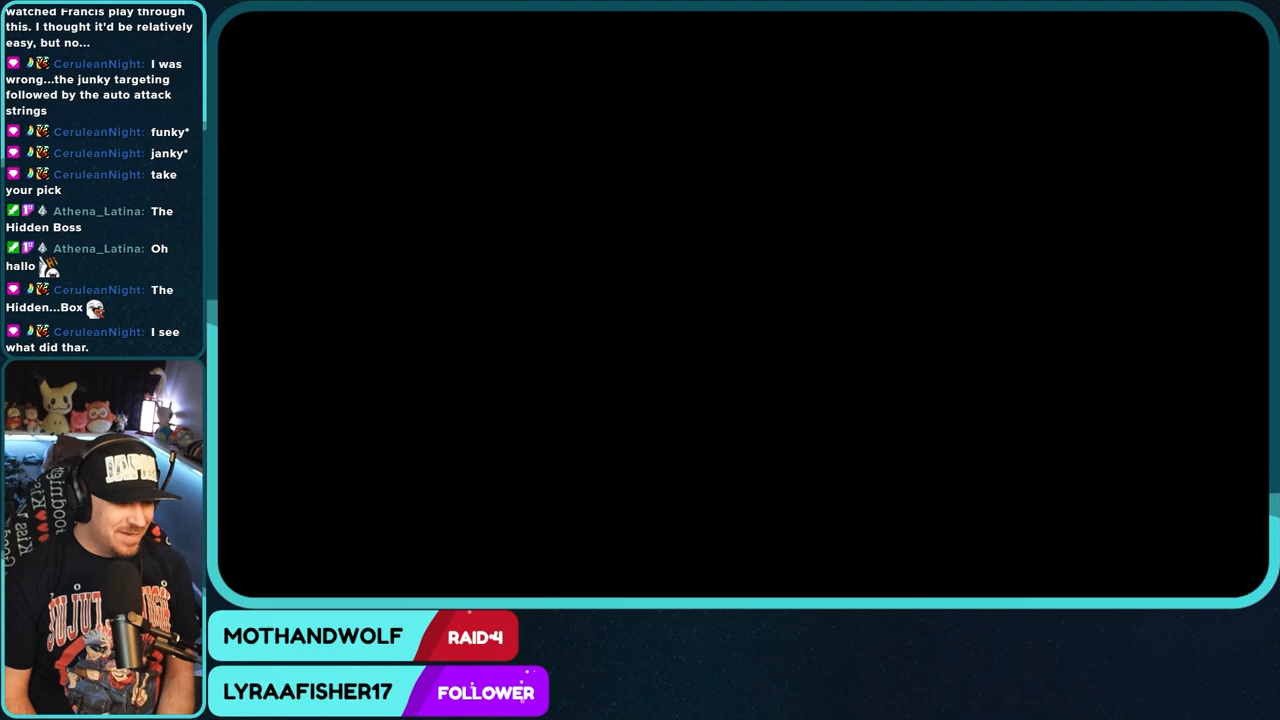 watched Francis play through
this. I thought it'd be relatively
easy, but no...
CeruleanNight: I was
wrong...the junky targeting
followed by the auto attack
strings
CeruleanNight: funky*
CeruleanNight: janky*
CeruleanNight: take
your pick
Athena_Latina: The
Hidden Boss
Athena_Latina: Oh
hallo
CeruleanNight: The
Hidden...Box
CeruleanNight: I see
what did thar.
MOTHANDWOLF RAID•4
LYRAAFISHER17 FOLLOWER